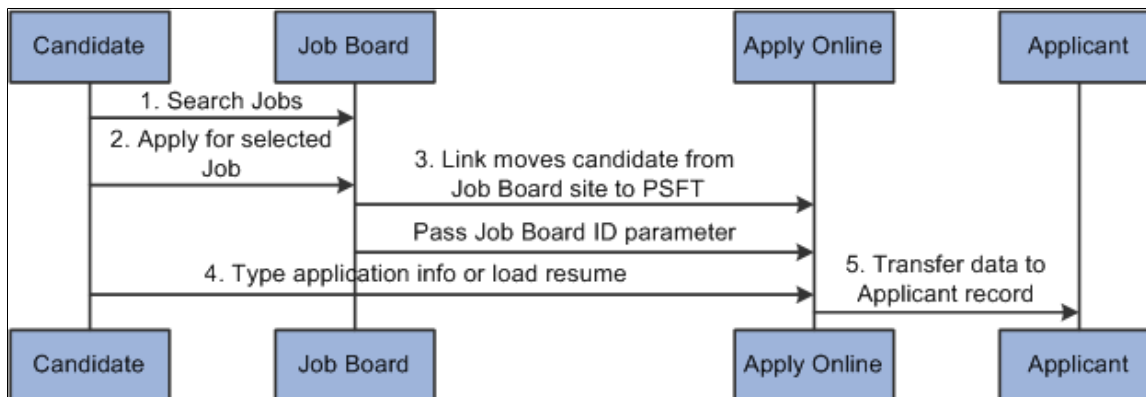 Candidate
Job Board
Apply Online
Applicant
1. Search Jobs
2. Apply for selected
Job
3. Link moves candidate from
Job Board site to PSFT
Pass Job Board ID parameter
4. Type application info or load resume
5. Transfer data to
Applicant record
Candidate
Job Board
Apply Online
Applicant